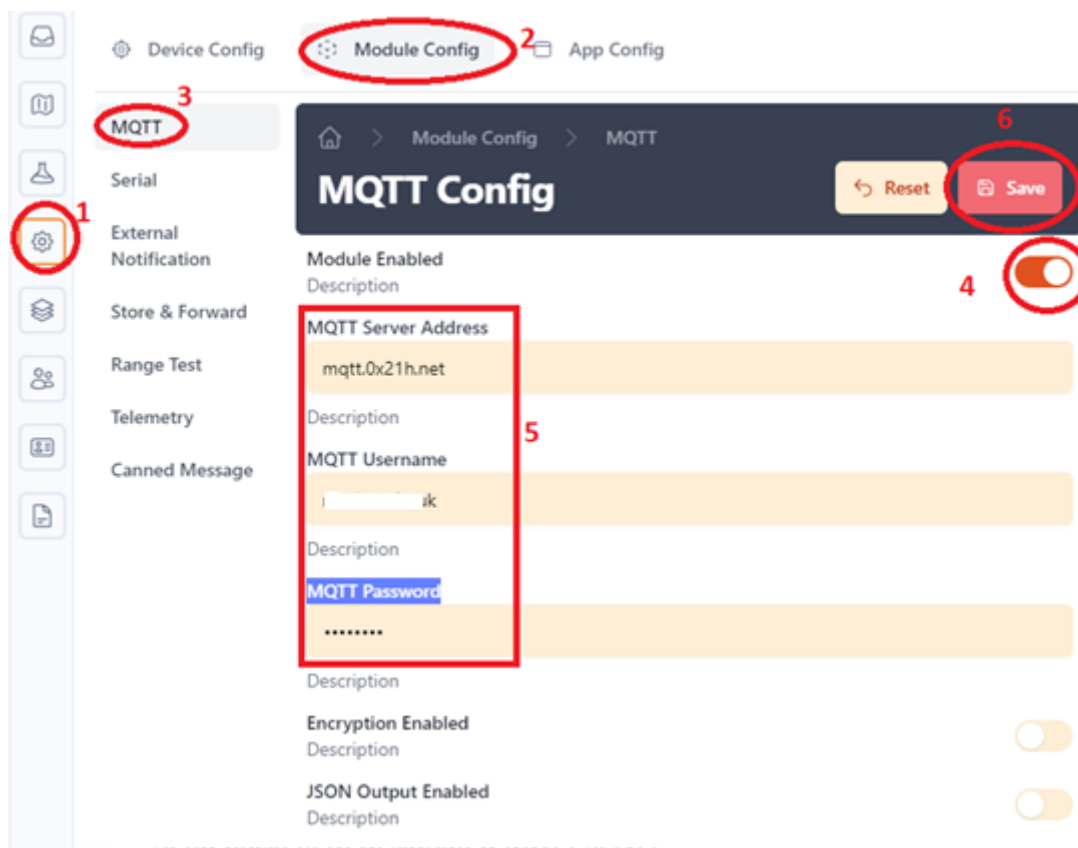 Device Config
Module Config
2
App Config
3
MQTT
Serial
External
Notification
Store & Forward
Range Test
Telemetry
Canned Message
1
Module Config > MQTT
6
MQTT Config
Reset
Save
Module Enabled
Description
4
MQTT Server Address
mqtt.0x21h.net
Description
5
MQTT Username
uk
Description
MQTT Password
••••••••
Description
Encryption Enabled
Description
JSON Output Enabled
Description